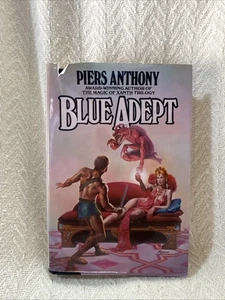 PIERS ANTHONY
AWARD-WINNING AUTHOR OF
THE MAGIC OF XANTH TRILOGY
BLUE ADEPT